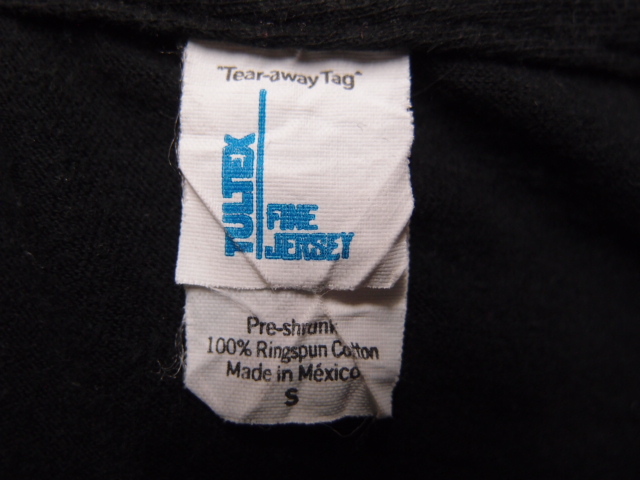 "Tear-away Tag"
TULTEX
FINE
JERSEY
Pre-shrunk
100% Ringspun Cotton
Made in México
S